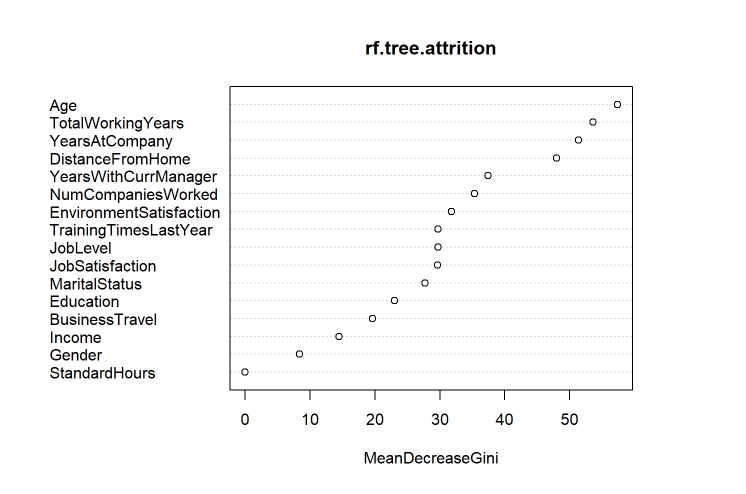 rf.tree.attrition
Age
TotalWorkingYears
YearsAtCompany
DistanceFromHome
YearsWithCurrManager
NumCompaniesWorked
EnvironmentSatisfaction
TrainingTimesLastYear
JobLevel
JobSatisfaction
MaritalStatus
Education
BusinessTravel
Income
Gender
StandardHours
0 10 20 30 40 50
MeanDecreaseGini